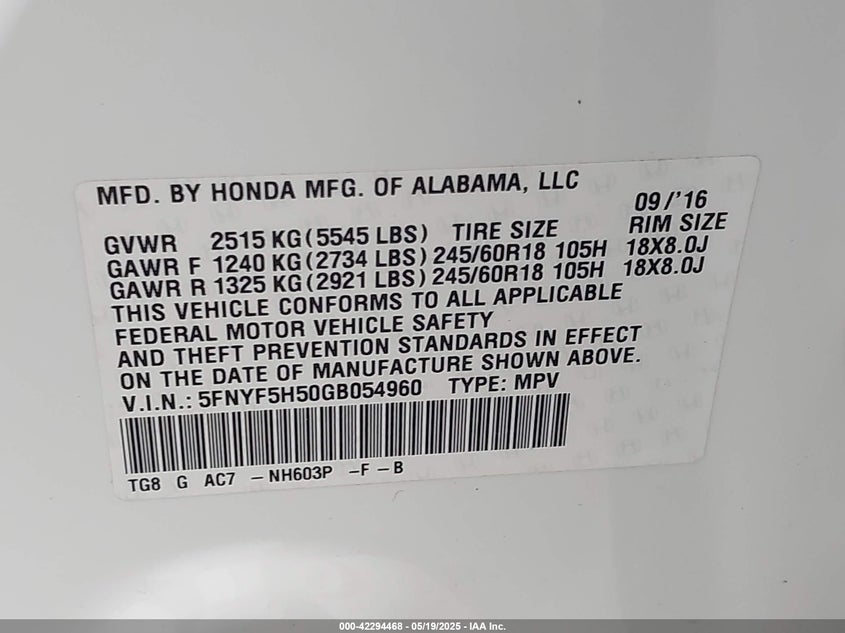 MFD. BY HONDA MFG. OF ALABAMA, LLC
09/'16
GVWR 2515 KG (5545 LBS) TIRE SIZE RIM SIZE
GAWR F 1240 KG (2734 LBS) 245/60R18 105H 18X8.0J
GAWR R 1325 KG (2921 LBS) 245/60R18 105H 18X8.0J
THIS VEHICLE CONFORMS TO ALL APPLICABLE
FEDERAL MOTOR VEHICLE SAFETY
AND THEFT PREVENTION STANDARDS IN EFFECT
ON THE DATE OF MANUFACTURE SHOWN ABOVE.
V.I.N.: 5FNYF5H50GB054960 TYPE: MPV
TG8 G AC7 –NH603P –F –B
000-42294468 - 05/19/2025 - IAA Inc.